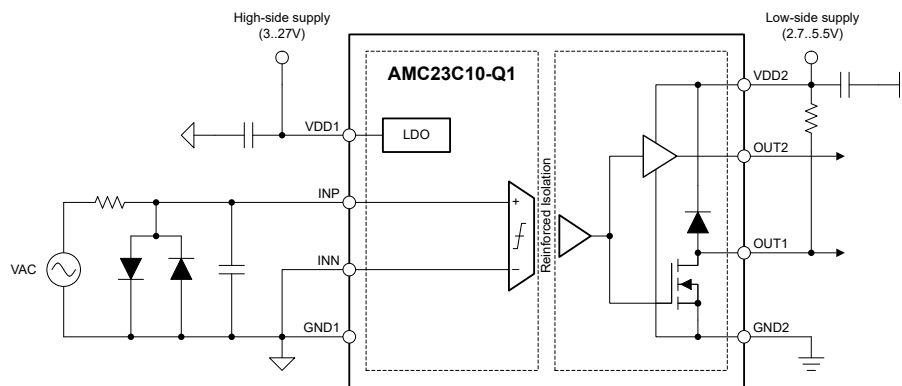 High-side supply
(3..27V)
Low-side supply
(2.7..5.5V)
AMC23C10-Q1
VDD2
VDD1
LDO
OUT2
INP
+
Reinforced Isolation
OUT1
INN
−
VAC
GND1
GND2